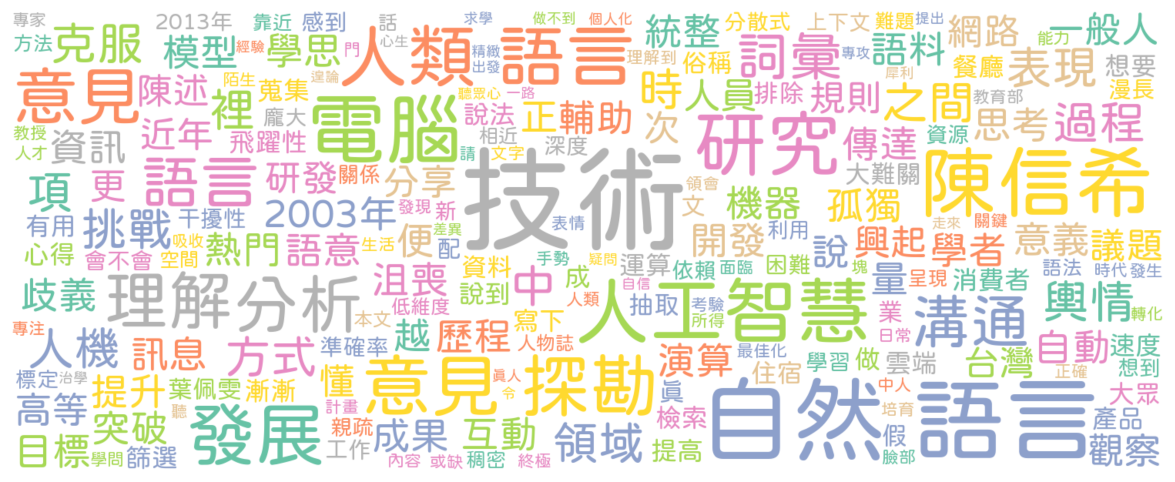 專家 2013年 靠近 感到 話 求學 做不到 個人化 分散式 上下文 難題 提出 網路 一般人
方法 克服 模型 學思 經驗 門 心生 人類語言 精緻 出發 理解到 俗稱 統整 詞彙 專攻 語料 能力 表現 想要
意見 陳述 裡 陌生 蒐集 遑論 龐大 電腦 聽眾心 一路 說法 正 輔助 時 人員 排除 規則 犀利 之間 餐廳 漫長
教授 人才 資訊 近年 飛躍性 相近 請 文字 深度 次 研究 傳達 教育部 資源 思考 過程
項 更 語言 研發 關係 分享 技術 領會 文 大難關 機器 孤獨 陳信希
有用 挑戰 干擾性 2003年 發現 新 差異 配 便 表情 開發 利用 說 走來 關鍵 興起 學者 意義 議題
心得 會不會 吸收 空間 熱門 語意 生活 沮喪 資料 說到 中 手勢 疑問 成 運算 依賴 面臨 困難 塊 量 呈現 消費者 語法 時代 發生
歧義 理解 分析 低維度 人類 自信 抽取 人工智慧 考驗 所得 業 日常 溝通 輿情 轉化
專注 人機 訊息 方式 本文 準確率 越 歷程 寫下 人物誌 演算 最佳化 學習 做 雲端 台灣 自動 速度 想到
標定 治學 提升 葉佩雯 漸漸 真人 懂 意見探勘 令 住宿 真 中人 正確 大眾
高等 聽 突破 發展 計畫 親疏 成果 互動 領域 檢索 自然語言 培育 假 產品
目標 學問 篩選 工作 內容 或缺 稠密 終極 提高 臉部 觀察